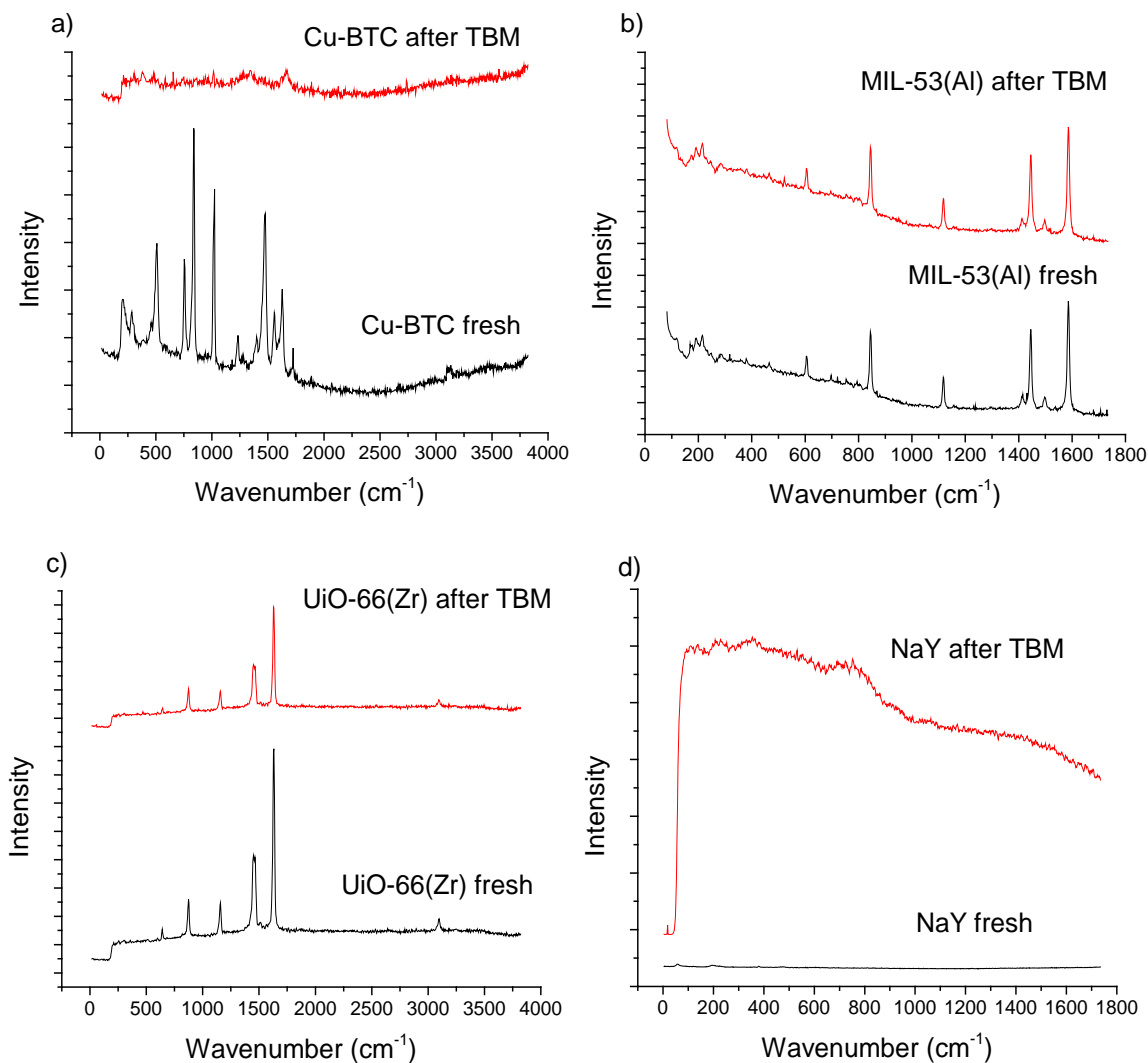 a)
Cu-BTC after TBM
Cu-BTC fresh
Intensity
0 500 1000 1500 2000 2500 3000 3500 4000
Wavenumber (cm⁻¹)
b)
MIL-53(Al) after TBM
MIL-53(Al) fresh
Intensity
0 200 400 600 800 1000 1200 1400 1600 1800
Wavenumber (cm⁻¹)
c)
UiO-66(Zr) after TBM
UiO-66(Zr) fresh
Intensity
0 500 1000 1500 2000 2500 3000 3500 4000
Wavenumber (cm⁻¹)
d)
NaY after TBM
NaY fresh
Intensity
0 200 400 600 800 1000 1200 1400 1600 1800
Wavenumber (cm⁻¹)